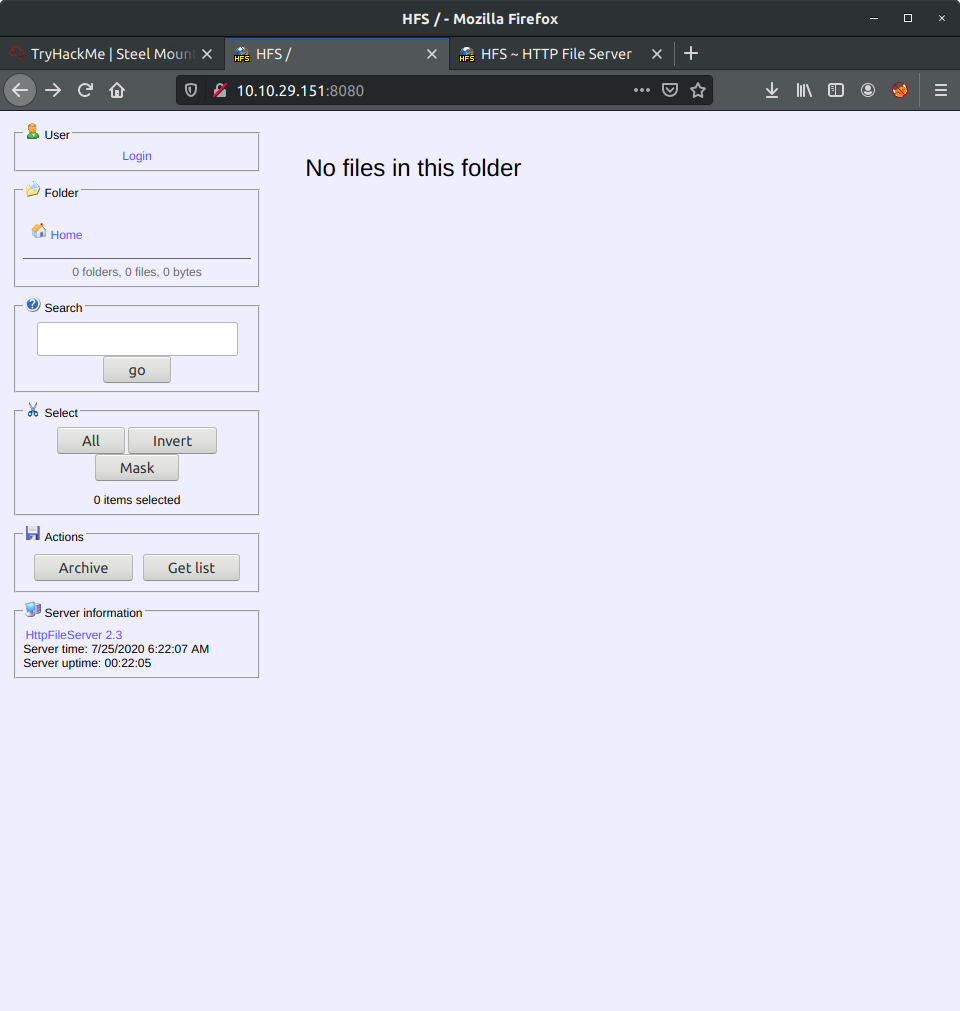 HFS / - Mozilla Firefox
TryHackMe | Steel Moun
HFS /
HFS ~ HTTP File Server
10.10.29.151:8080
User
Login
No files in this folder
Folder
Home
0 folders, 0 files, 0 bytes
Search
go
Select
All
Invert
Mask
0 items selected
Actions
Archive
Get list
Server information
HttpFileServer 2.3
Server time: 7/25/2020 6:22:07 AM
Server uptime: 00:22:05